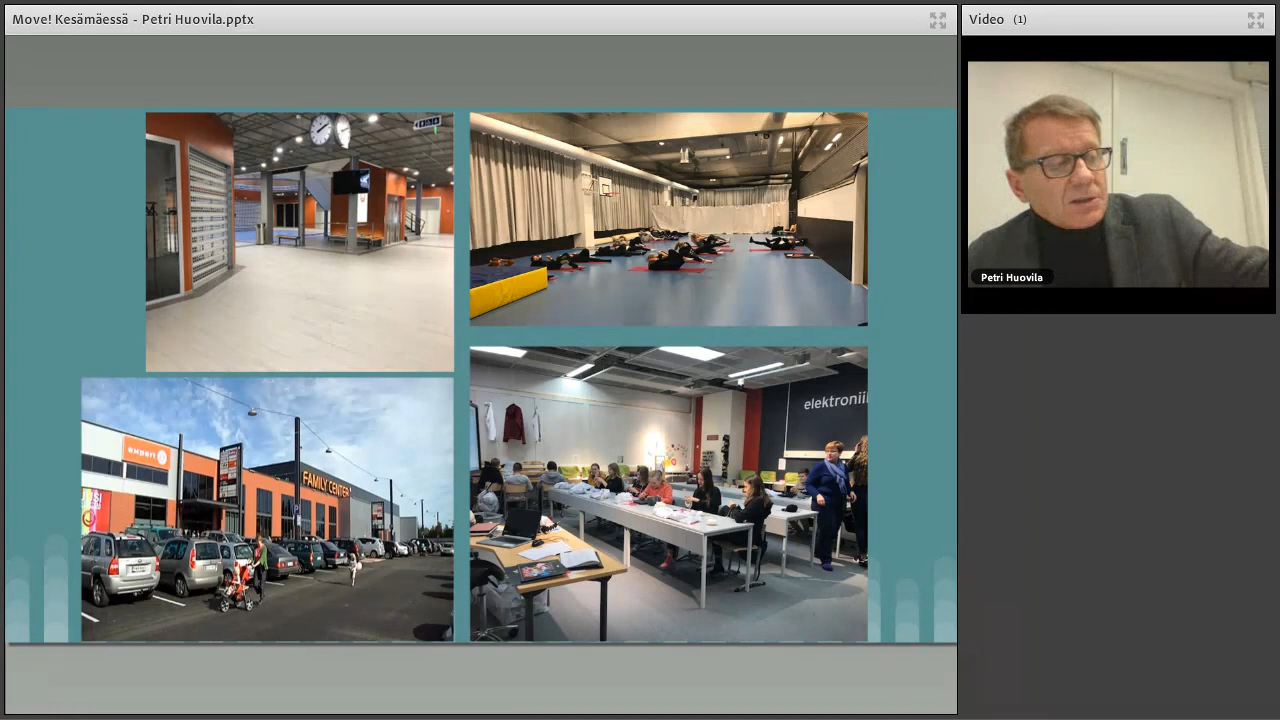 Move! Kesämäessä - Petri Huovila.pptx
Video (1)
expert
FAMILY CENTER
elektronii
Petri Huovila